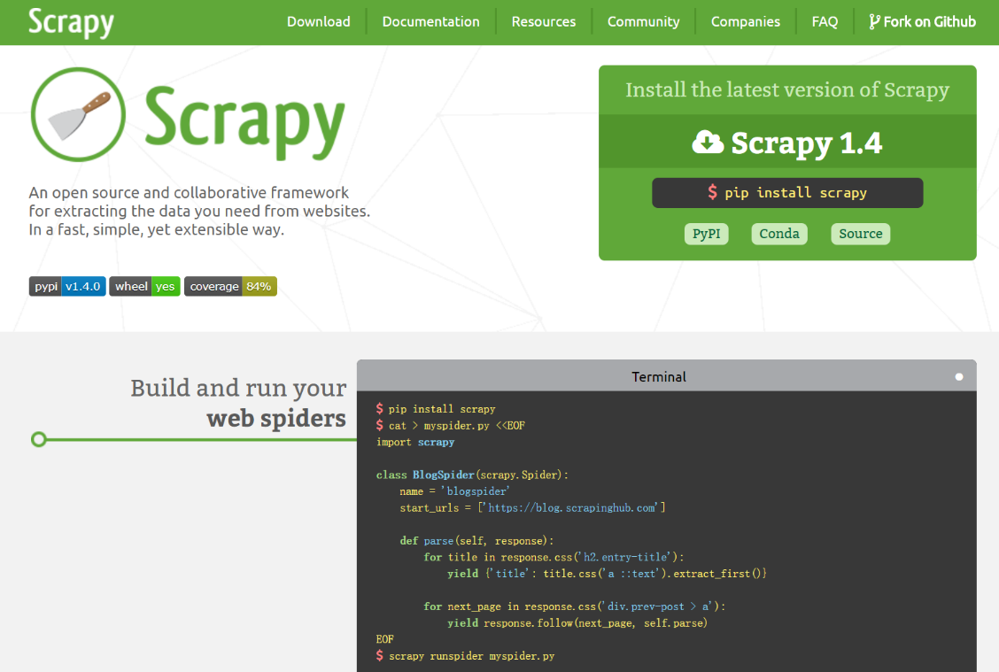 Scrapy
Download
Documentation
Resources
Community
Companies
FAQ
Fork on Github
Scrapy
An open source and collaborative framework
for extracting the data you need from websites.
In a fast, simple, yet extensible way.
pypi v1.4.0
wheel yes
coverage 84%
Install the latest version of Scrapy
Scrapy 1.4
$ pip install scrapy
PyPI
Conda
Source
Build and run your
web spiders
Terminal
$ pip install scrapy
$ cat > myspider.py <<EOF
import scrapy
class BlogSpider(scrapy.Spider):
    name = 'blogspider'
    start_urls = ['https://blog.scrapinghub.com']
    def parse(self, response):
        for title in response.css('h2.entry-title'):
            yield {'title': title.css('a ::text').extract_first()}
        for next_page in response.css('div.prev-post > a'):
            yield response.follow(next_page, self.parse)
EOF
$ scrapy runspider myspider.py